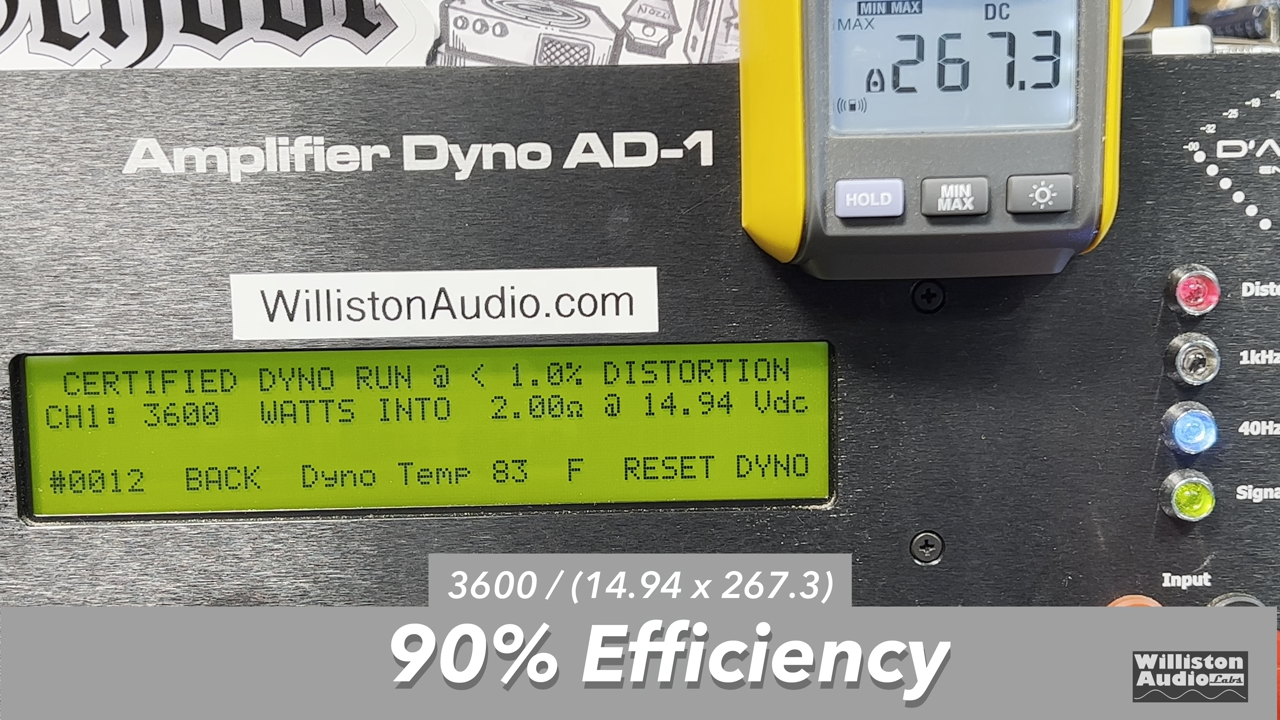 MIN MAX
MAX
DC
267.3
Amplifier Dyno AD-1
HOLD
MIN
MAX
WillistonAudio.com
CERTIFIED DYNO RUN @ < 1.0% DISTORTION
CH1: 3600 WATTS INTO 2.00Ω @ 14.94 Vdc
#0012 BACK Dyno Temp 83 F RESET DYNO
1kHz
40Hz
Input
3600 / (14.94 x 267.3)
90% Efficiency
Williston
Audio Labs